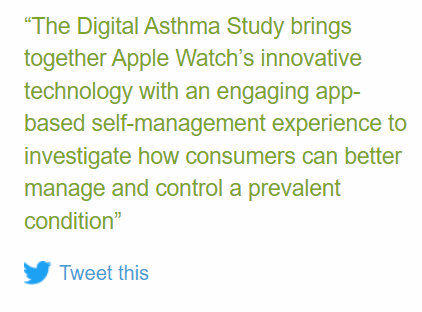 “The Digital Asthma Study brings
together Apple Watch’s innovative
technology with an engaging app-
based self-management experience to
investigate how consumers can better
manage and control a prevalent
condition”
Tweet this